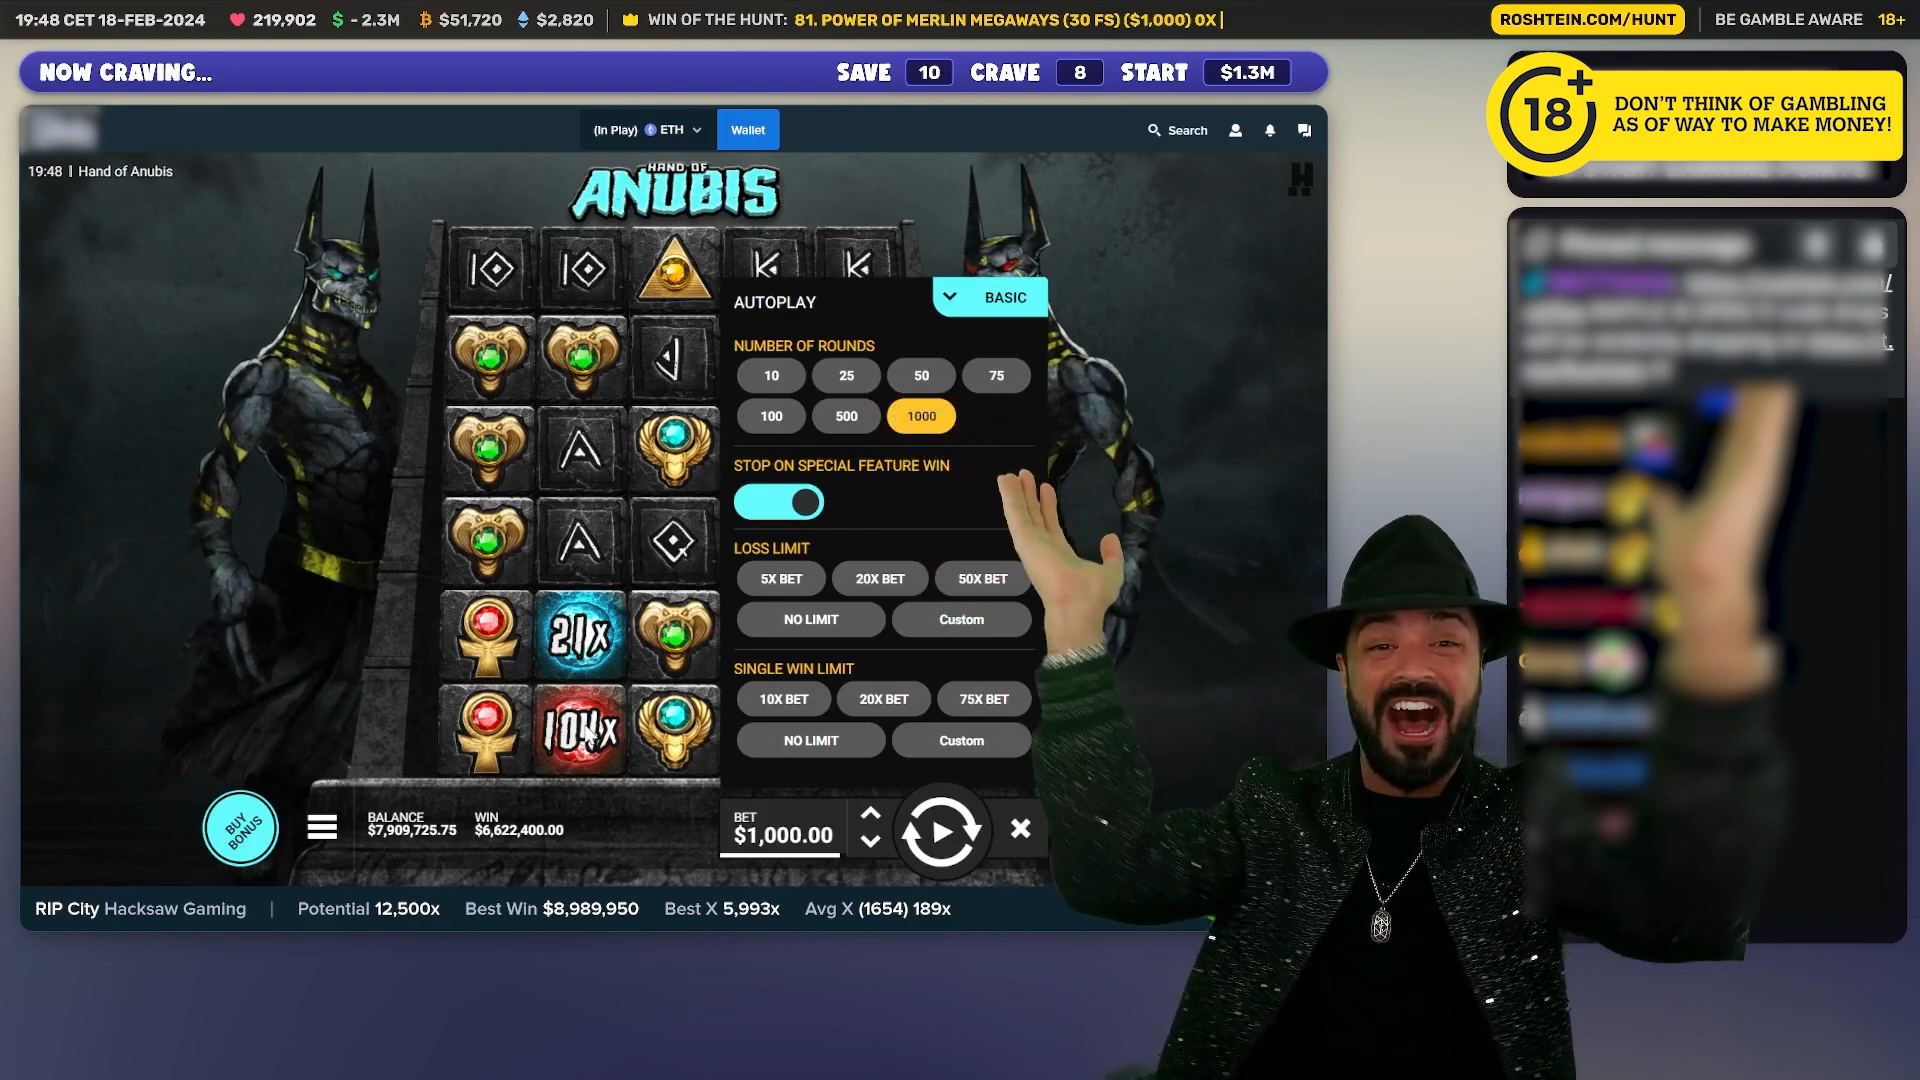 19:48 CET 18-FEB-2024 219,902 $ - 2.3M $51,720 $2,820 WIN OF THE HUNT: 81. POWER OF MERLIN MEGAWAYS (30 FS) ($1,000) 0X | ROSHTEIN.COM/HUNT BE GAMBLE AWARE 18+
NOW CRAVING... SAVE 10 CRAVE 8 START $1.3M
18+ DON'T THINK OF GAMBLING
AS OF WAY TO MAKE MONEY!
(In Play) ETH Wallet Search
19:48 | Hand of Anubis
HAND OF
ANUBIS
AUTOPLAY BASIC
NUMBER OF ROUNDS
10 25 50 75
100 500 1000
STOP ON SPECIAL FEATURE WIN
LOSS LIMIT
5X BET 20X BET 50X BET
NO LIMIT Custom
21x
SINGLE WIN LIMIT
10X BET 20X BET 75X BET
104x
NO LIMIT Custom
BUY
BONUS
BALANCE WIN BET
$7,909,725.75 $6,622,400.00 $1,000.00
RIP City Hacksaw Gaming | Potential 12,500x Best Win $8,989,950 Best X 5,993x Avg X (1654) 189x